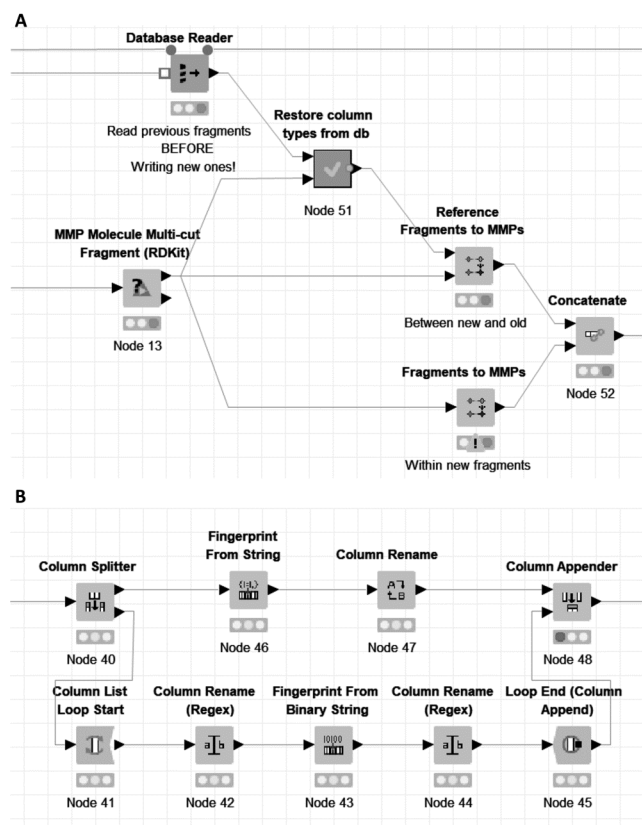 A
Database Reader
Read previous fragments
BEFORE
Writing new ones!
Restore column
types from db
Node 51
MMP Molecule Multi-cut
Fragment (RDKit)
?
Node 13
Reference
Fragments to MMPs
Between new and old
Concatenate
Node 52
Fragments to MMPs
!
Within new fragments
B
Column Splitter
Node 40
Fingerprint
From String
Node 46
Column Rename
Node 47
Column Appender
Node 48
Column List
Loop Start
Node 41
Column Rename
(Regex)
a b
Node 42
Fingerprint From
Binary String
10100
Node 43
Column Rename
(Regex)
a b
Node 44
Loop End (Column
Append)
Node 45